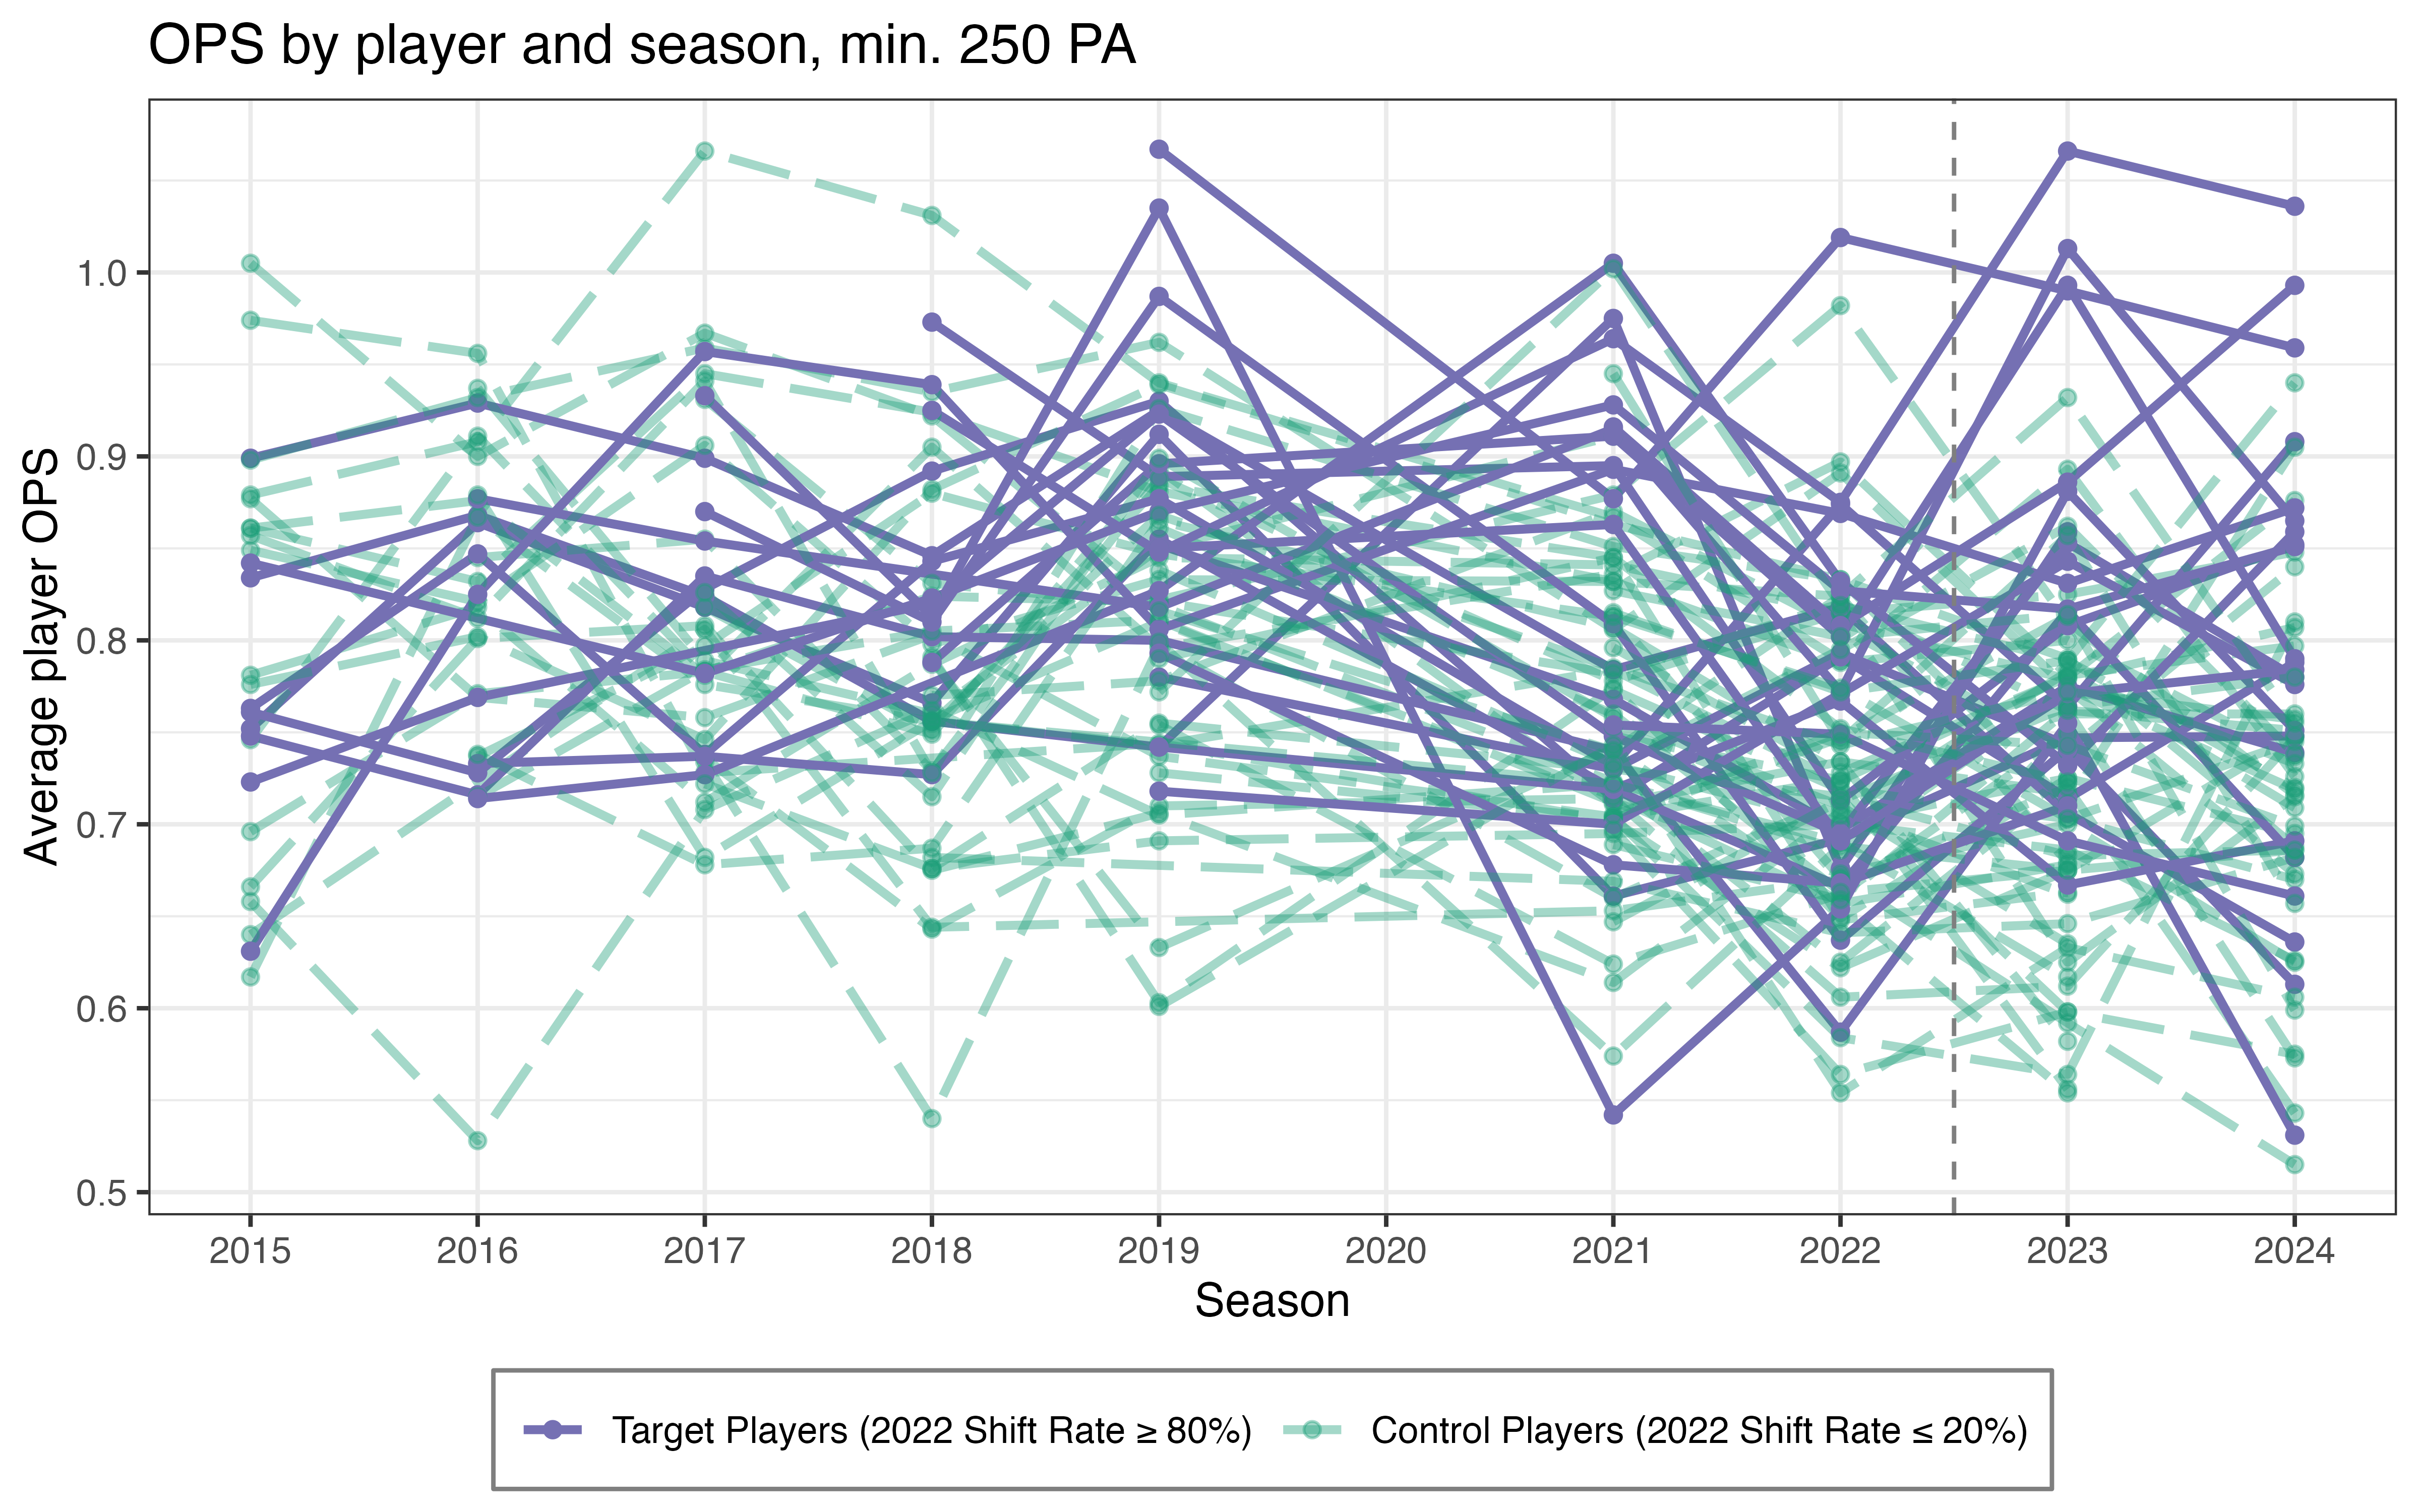 OPS by player and season, min. 250 PA
Average player OPS
1.0
0.9
0.8
0.7
0.6
0.5
2015 2016 2017 2018 2019 2020 2021 2022 2023 2024
Season
Target Players (2022 Shift Rate ≥ 80%) Control Players (2022 Shift Rate ≤ 20%)